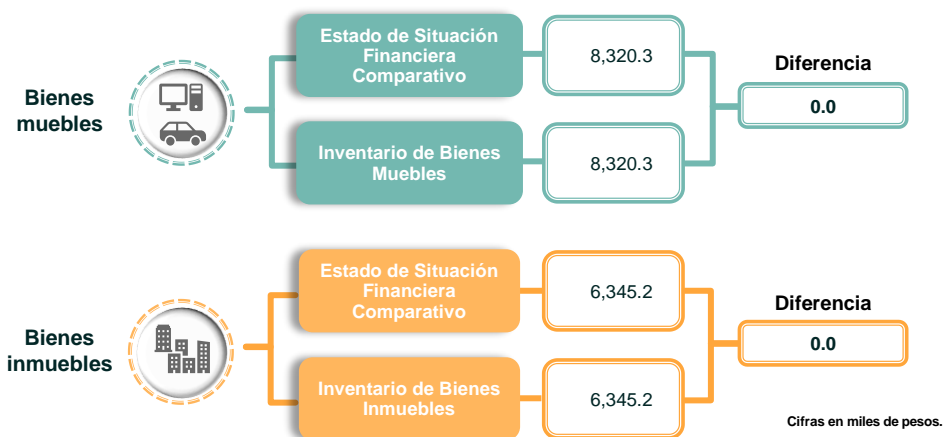 Bienes
muebles
Estado de Situación
Financiera
Comparativo
8,320.3
Inventario de Bienes
Muebles
8,320.3
Diferencia
0.0
Bienes
inmuebles
Estado de Situación
Financiera
Comparativo
6,345.2
Inventario de Bienes
Inmuebles
6,345.2
Diferencia
0.0
Cifras en miles de pesos.